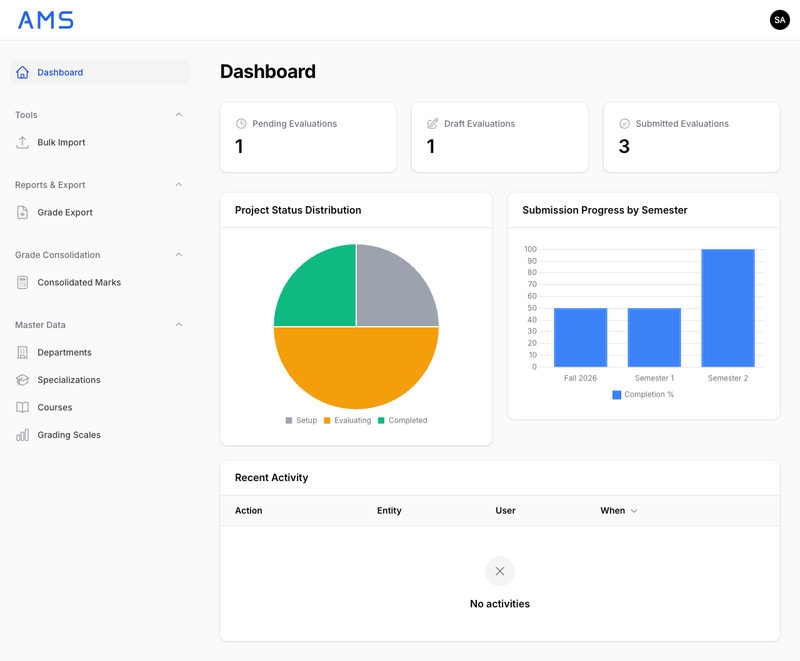 AMS
SA
Dashboard
Tools
Bulk Import
Reports & Export
Grade Export
Grade Consolidation
Consolidated Marks
Master Data
Departments
Specializations
Courses
Grading Scales
Dashboard
Pending Evaluations
1
Draft Evaluations
1
Submitted Evaluations
3
Project Status Distribution
Setup Evaluating Completed
Submission Progress by Semester
100
90
80
70
60
50
40
30
20
10
0
Fall 2026 Semester 1 Semester 2
Completion %
Recent Activity
Action Entity User When
No activities